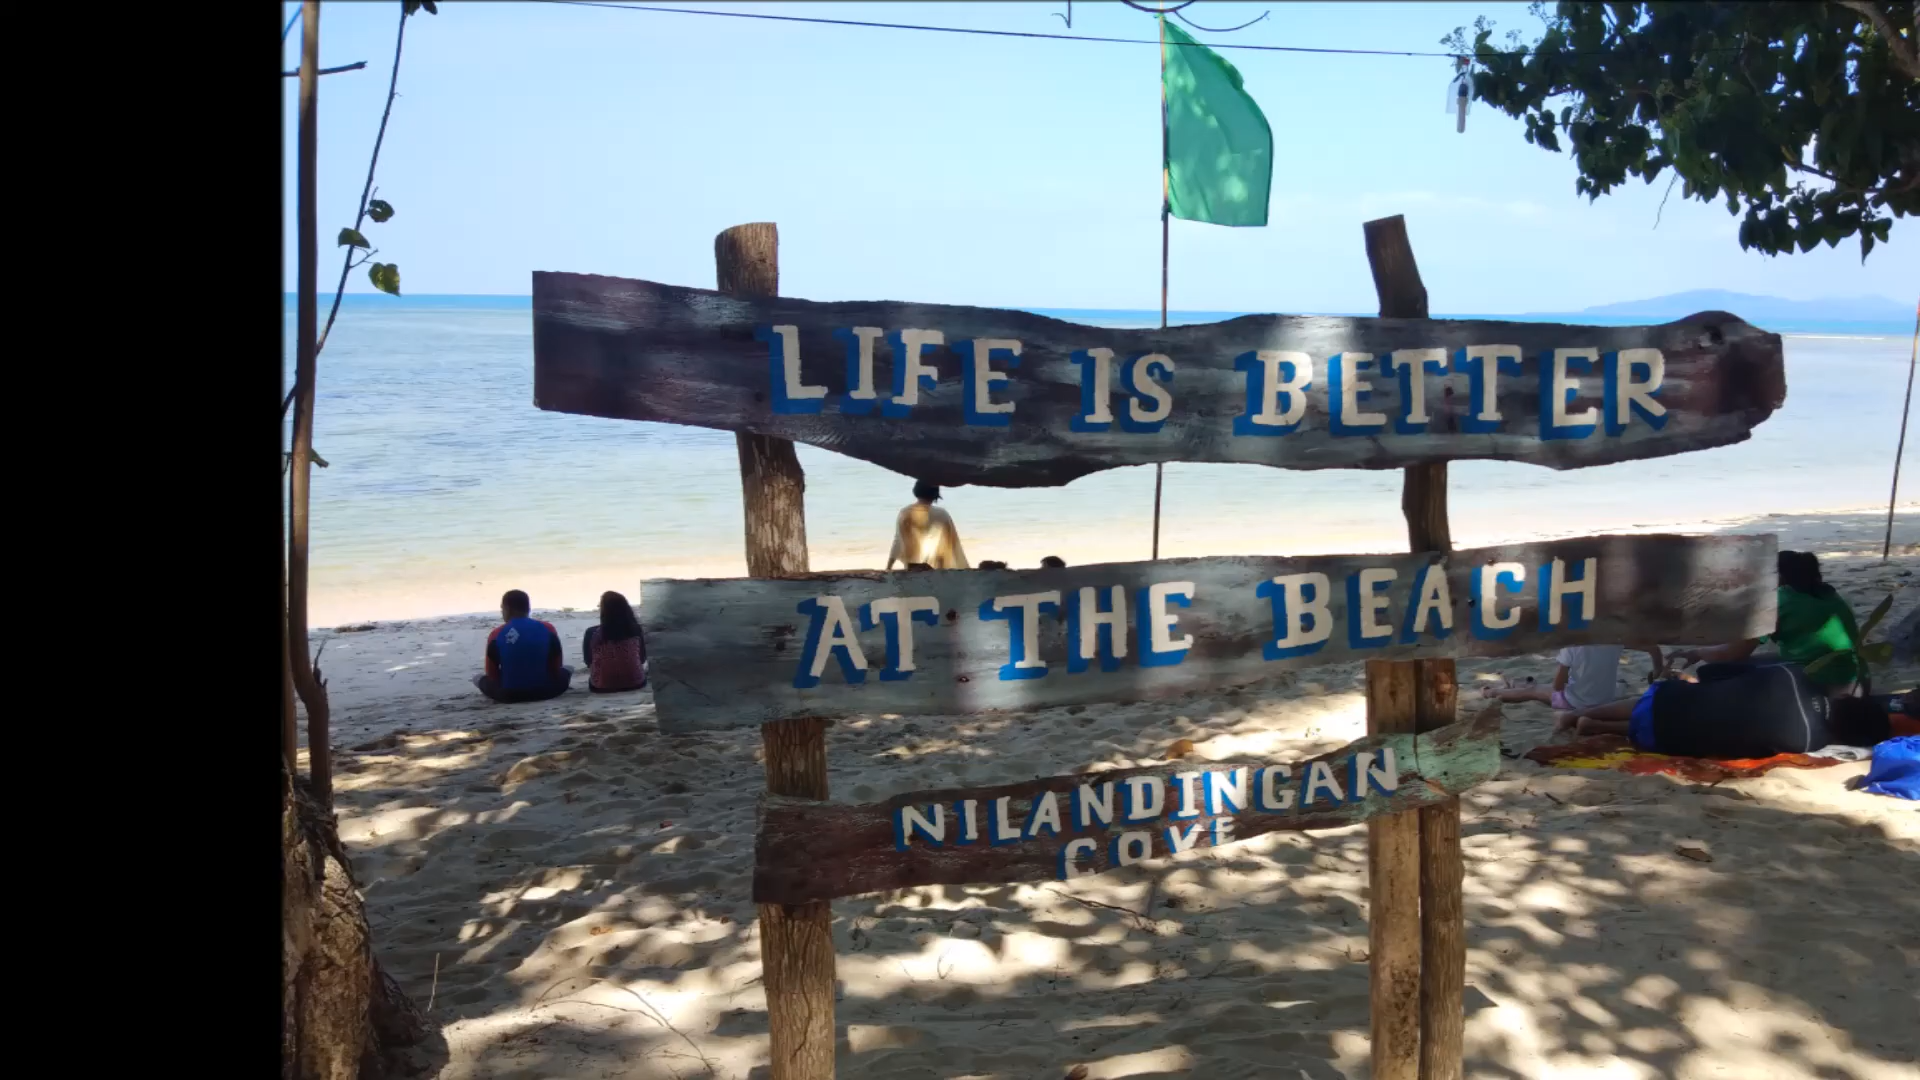 LIFE IS BETTER
AT THE BEACH
NILANDINGAN
COVE